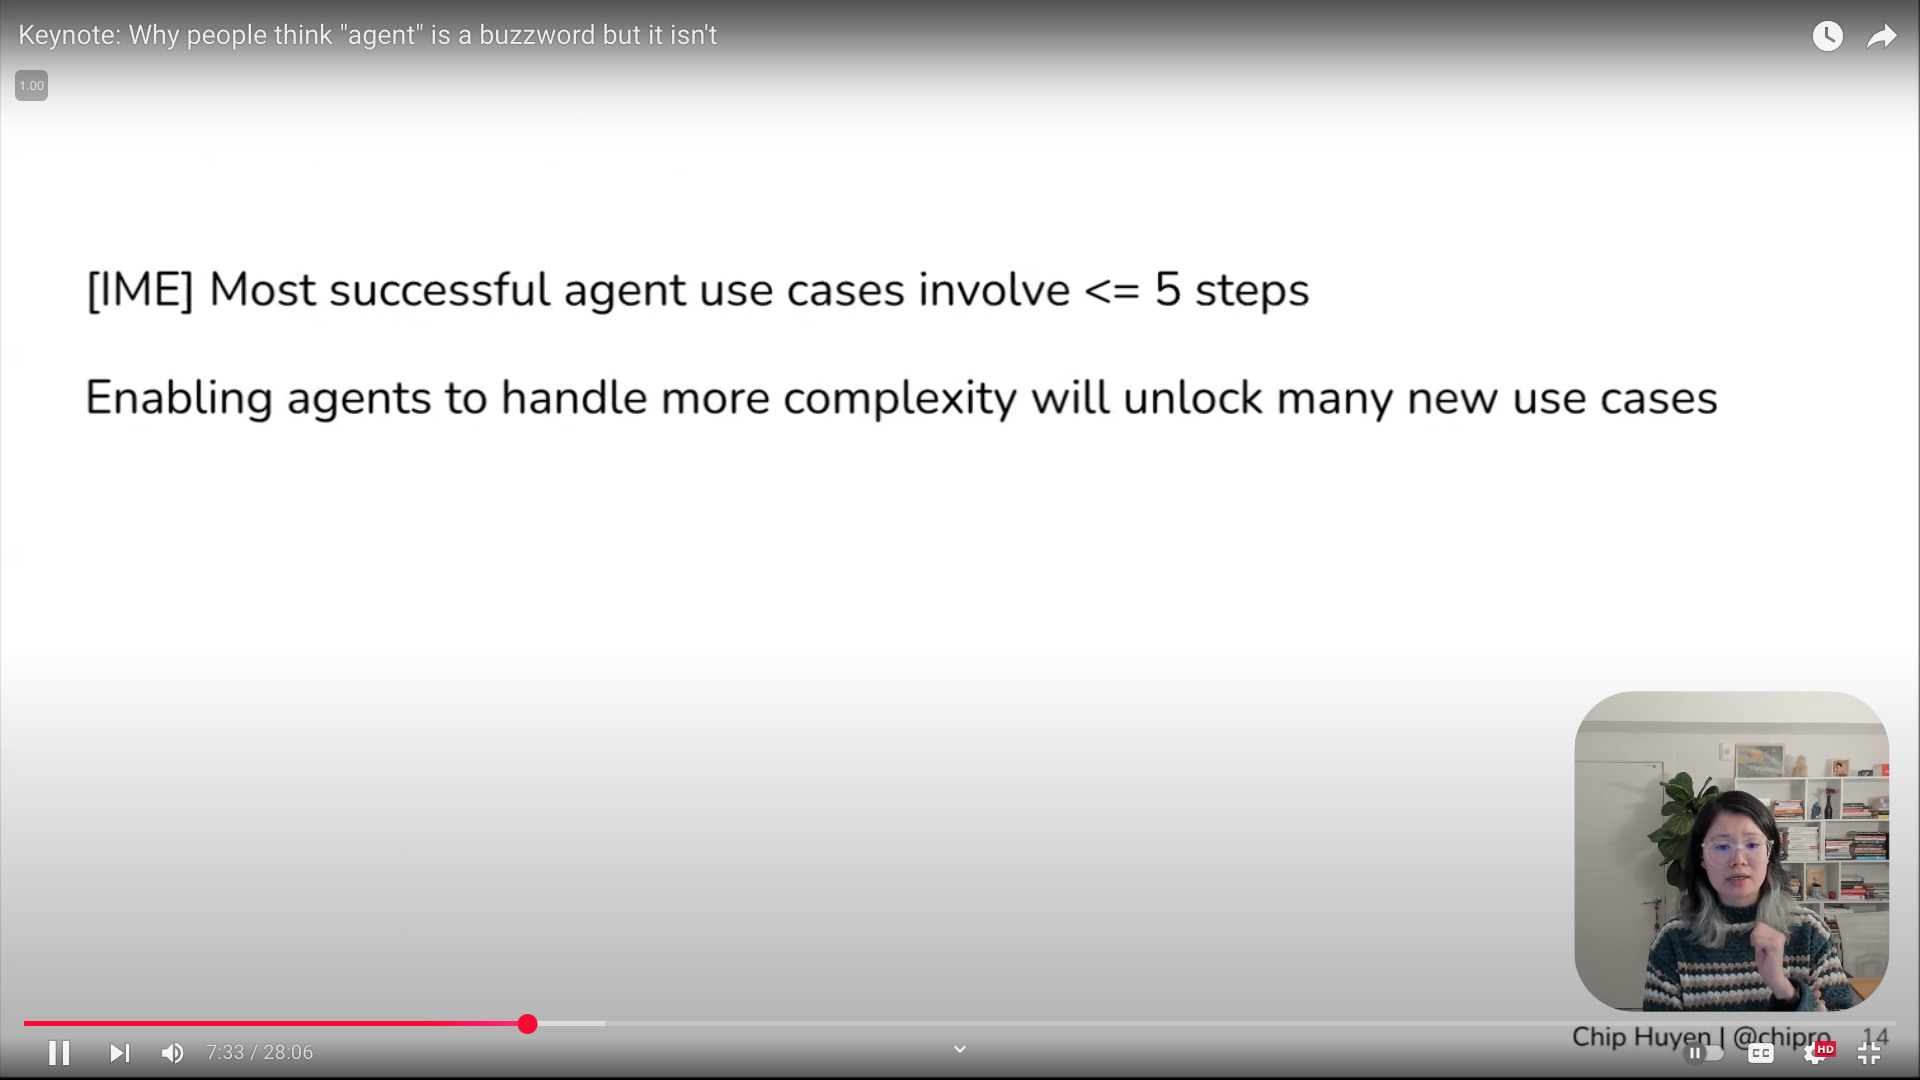 Keynote: Why people think "agent" is a buzzword but it isn't
1.00
[IME] Most successful agent use cases involve <= 5 steps
Enabling agents to handle more complexity will unlock many new use cases
Chip Huyen | @chipro 14
7:33 / 28:06
CC
HD